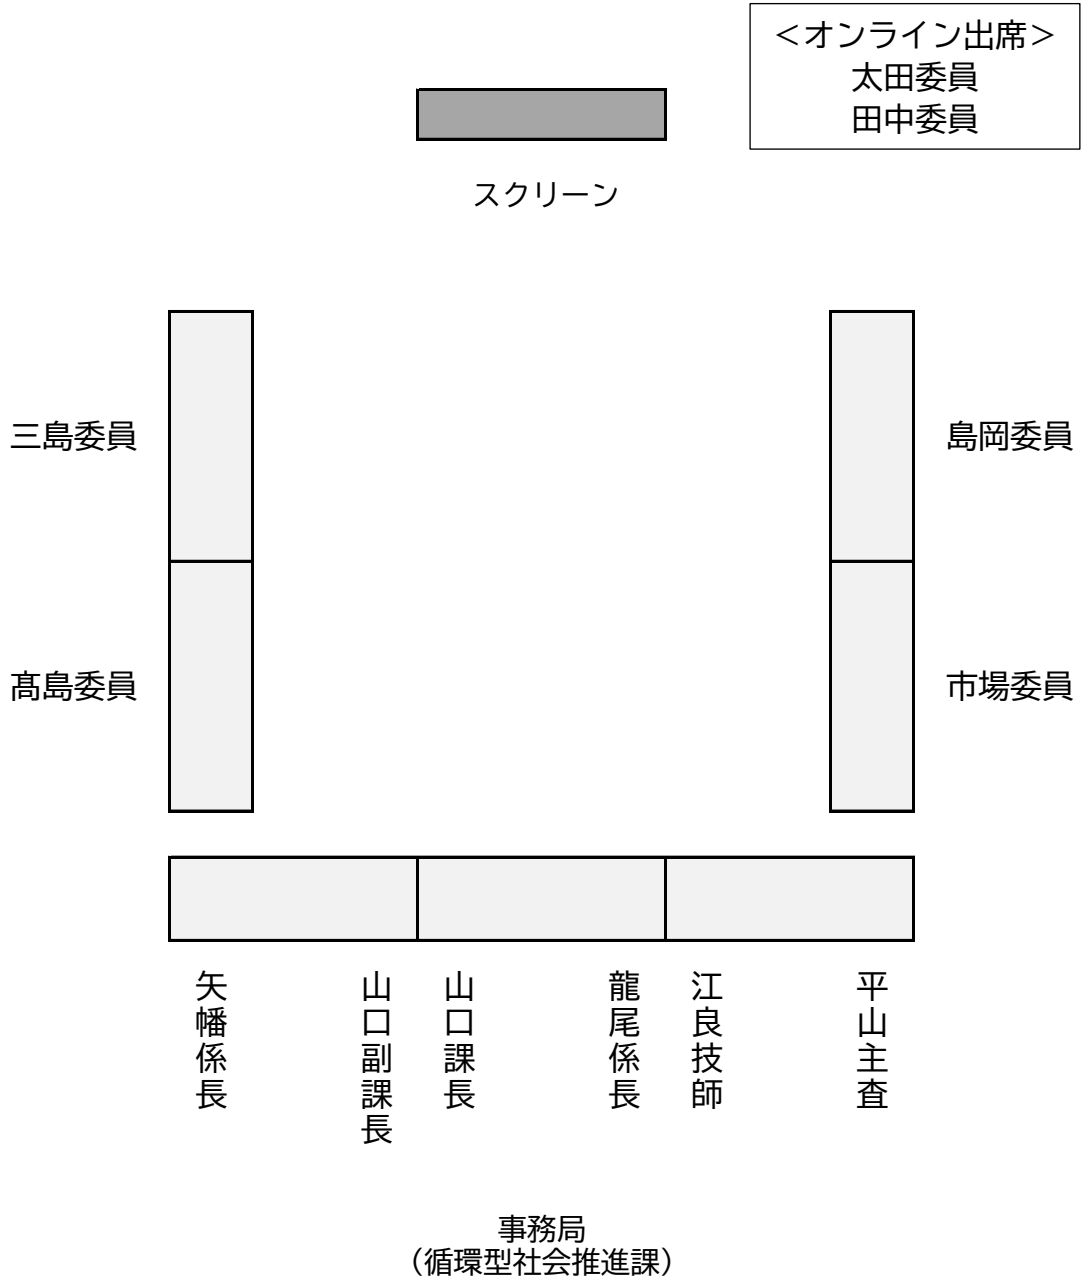 ＜オンライン出席＞
太田委員
田中委員
スクリーン
三島委員
島岡委員
髙島委員
市場委員
矢幡係長
山口副課長
山口課長
龍尾係長
江良技師
平山主査
事務局
（循環型社会推進課）